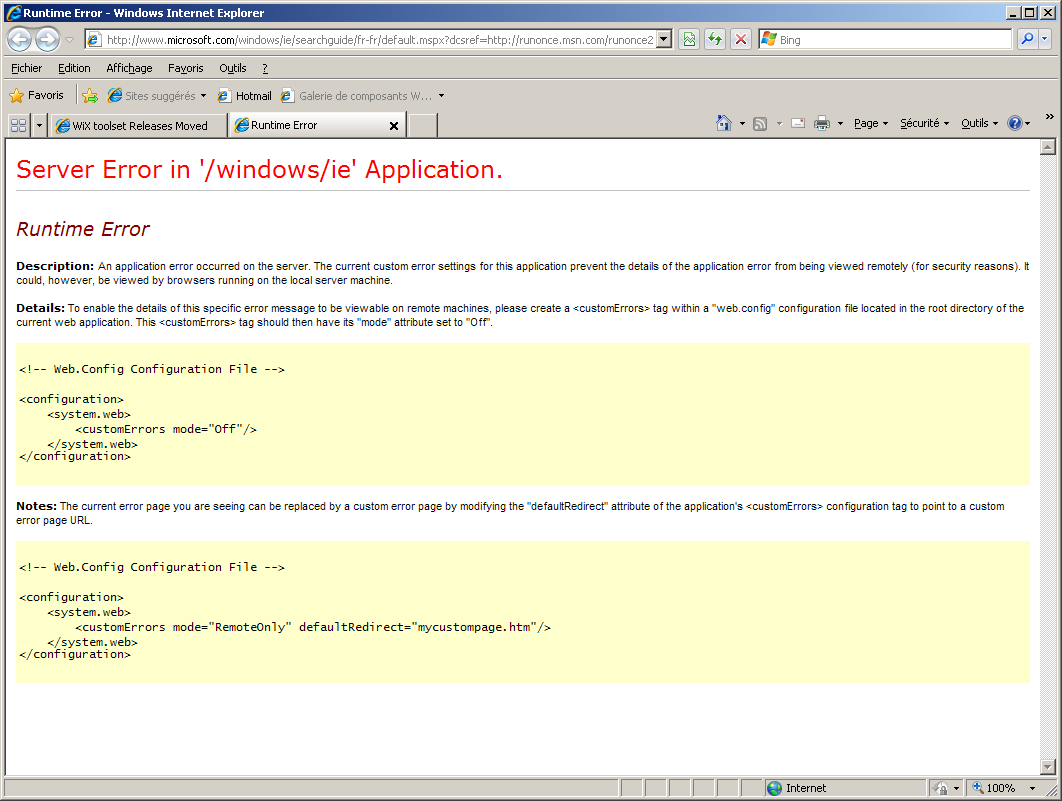 Runtime Error - Windows Internet Explorer
http://www.microsoft.com/windows/ie/searchguide/fr-fr/default.mspx?dcsref=http://runonce.msn.com/runonce2
Bing
Fichier Edition Affichage Favoris Outils ?
Favoris Sites suggérés Hotmail Galerie de composants W...
WiX toolset Releases Moved Runtime Error Page Sécurité Outils
Server Error in '/windows/ie' Application.
Runtime Error
Description: An application error occurred on the server. The current custom error settings for this application prevent the details of the application error from being viewed remotely (for security reasons). It
could, however, be viewed by browsers running on the local server machine.
Details: To enable the details of this specific error message to be viewable on remote machines, please create a <customErrors> tag within a "web.config" configuration file located in the root directory of the
current web application. This <customErrors> tag should then have its "mode" attribute set to "Off".
<!-- Web.Config Configuration File -->
<configuration>
    <system.web>
        <customErrors mode="Off"/>
    </system.web>
</configuration>
Notes: The current error page you are seeing can be replaced by a custom error page by modifying the "defaultRedirect" attribute of the application's <customErrors> configuration tag to point to a custom
error page URL.
<!-- Web.Config Configuration File -->
<configuration>
    <system.web>
        <customErrors mode="RemoteOnly" defaultRedirect="mycustompage.htm"/>
    </system.web>
</configuration>
Internet 100%